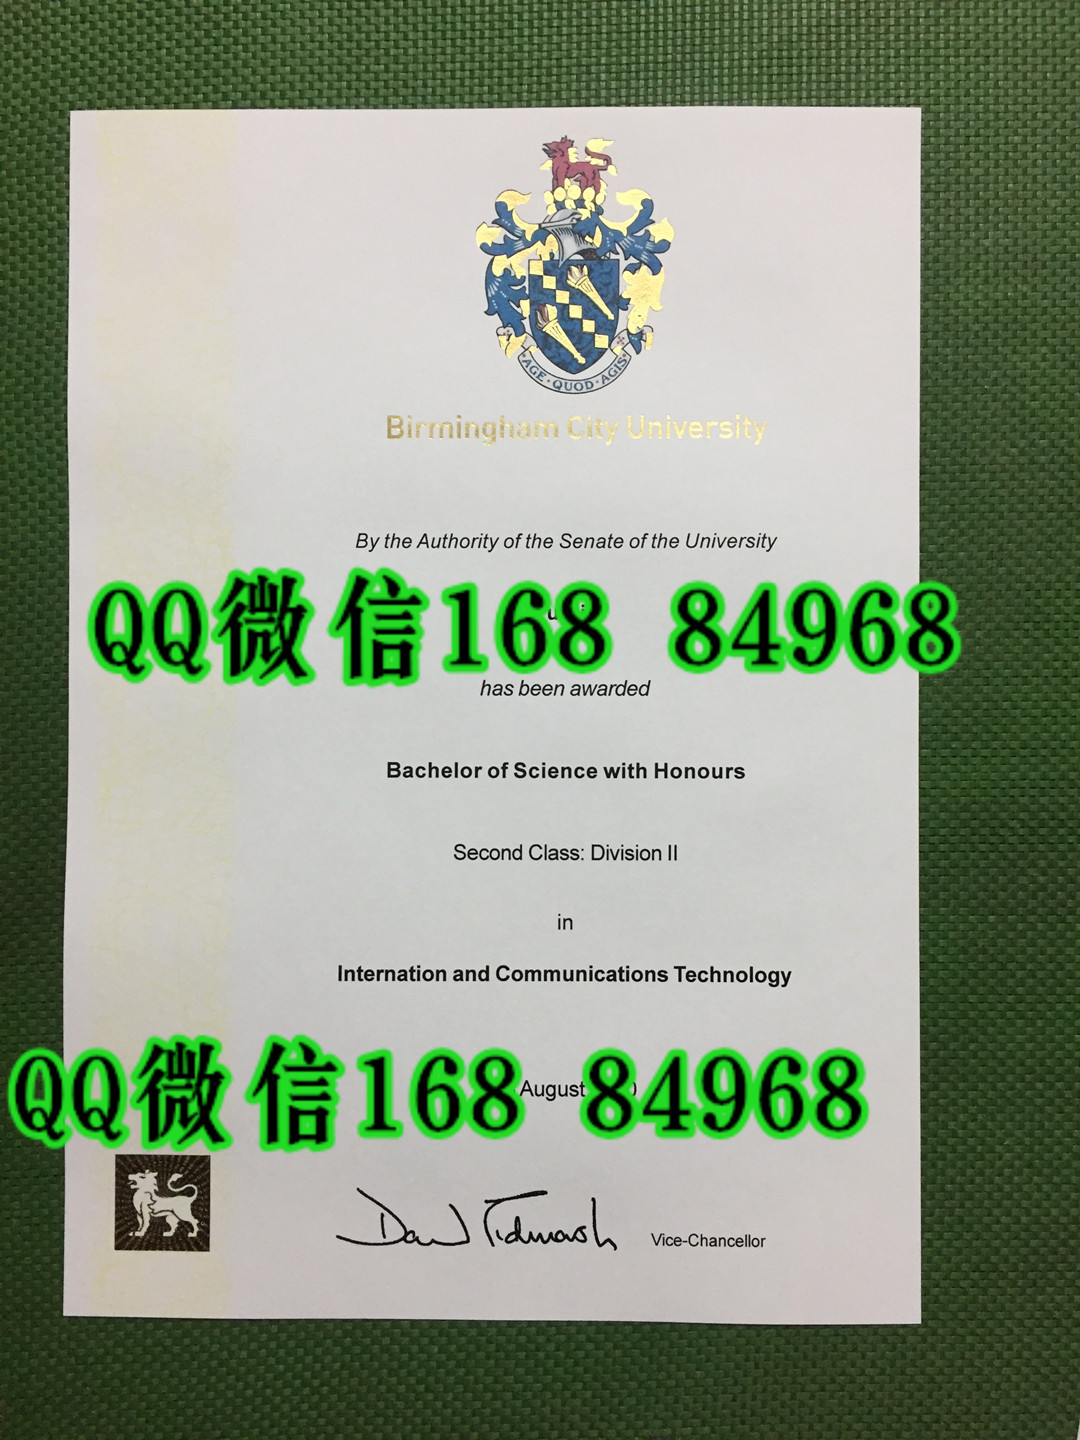 AGE·QUOD·AGIS
Birmingham City University
By the Authority of the Senate of the University
QQ微信168 84968
has been awarded
Bachelor of Science with Honours
Second Class: Division II
in
Internation and Communications Technology
QQ微信168 84968
August
Vice-Chancellor